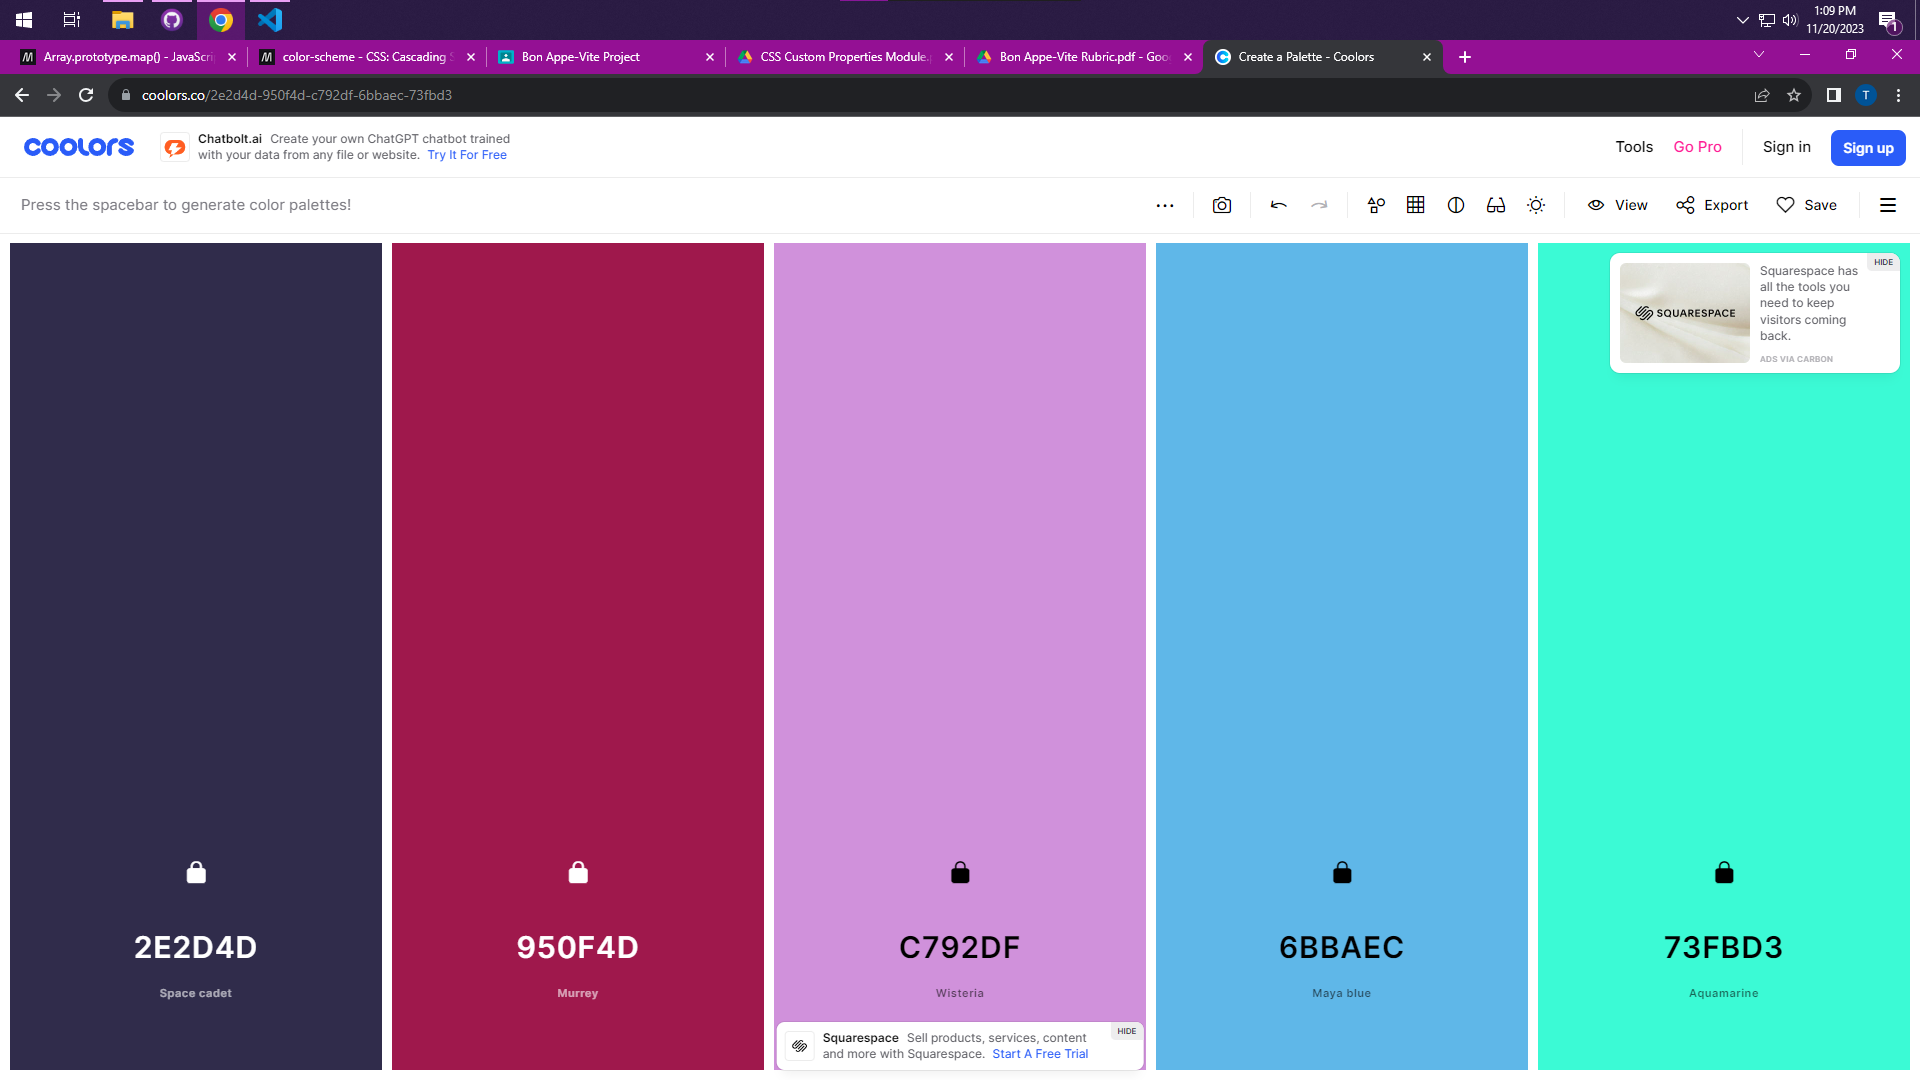 1:09 PM
11/20/2023
1
Array.prototype.map() - JavaScri
color-scheme - CSS: Cascading S
Bon Appe-Vite Project
CSS Custom Properties Module.p
Bon Appe-Vite Rubric.pdf - Goo
Create a Palette - Coolors
coolors.co/2e2d4d-950f4d-c792df-6bbaec-73fbd3
T
coolors
Chatbolt.ai Create your own ChatGPT chatbot trained
with your data from any file or website. Try It For Free
Tools
Go Pro
Sign in
Sign up
Press the spacebar to generate color palettes!
View
Export
Save
HIDE
SQUARESPACE
Squarespace has
all the tools you
need to keep
visitors coming
back.
ADS VIA CARBON
2E2D4D
Space cadet
950F4D
Murrey
C792DF
Wisteria
6BBAEC
Maya blue
73FBD3
Aquamarine
HIDE
Squarespace Sell products, services, content
and more with Squarespace. Start A Free Trial